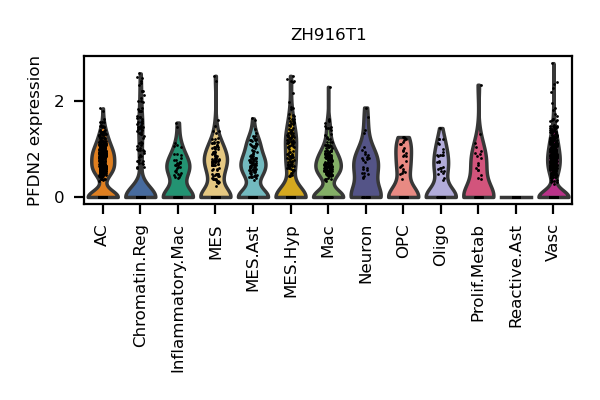 ZH916T1
PFDN2 expression
2
0
AC
Chromatin.Reg
Inflammatory.Mac
MES
MES.Ast
MES.Hyp
Mac
Neuron
OPC
Oligo
Prolif.Metab
Reactive.Ast
Vasc